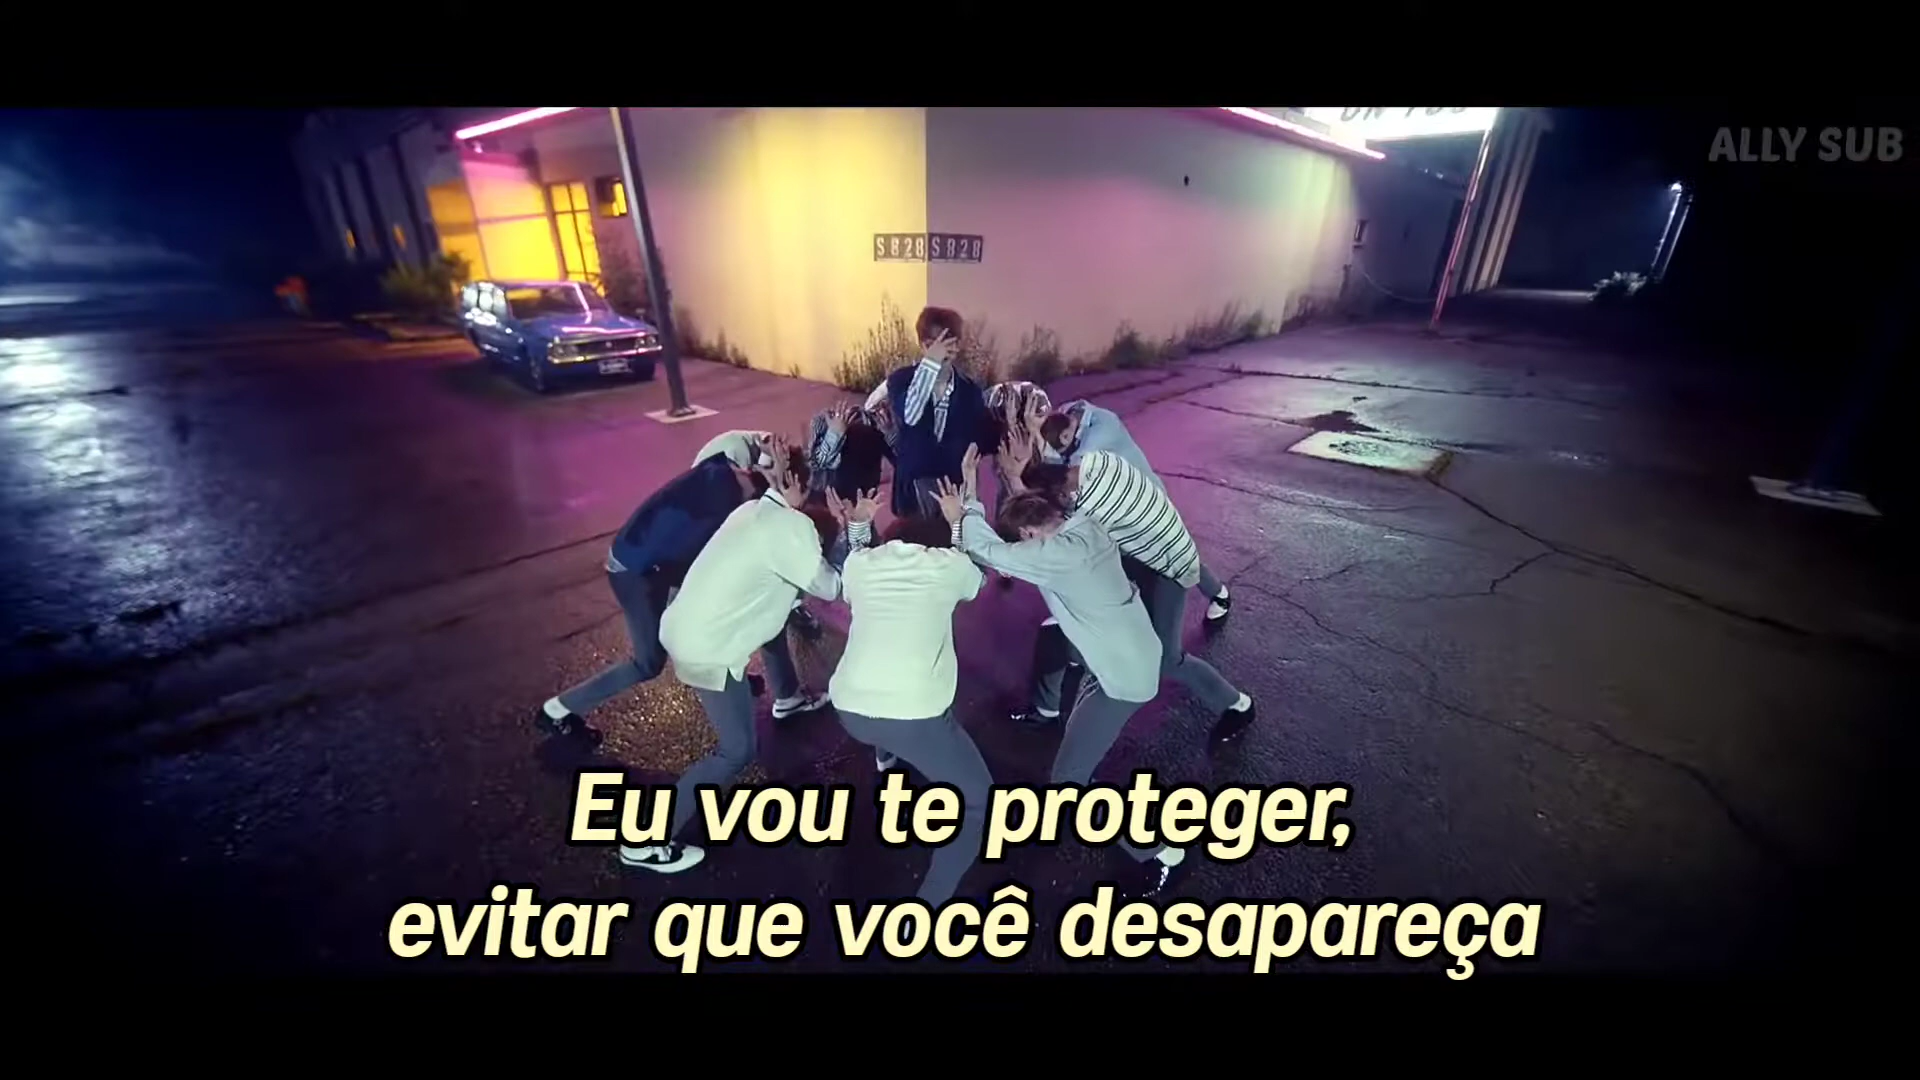 ALLY SUB
S828 S828
Eu vou te proteger,
evitar que você desapareça